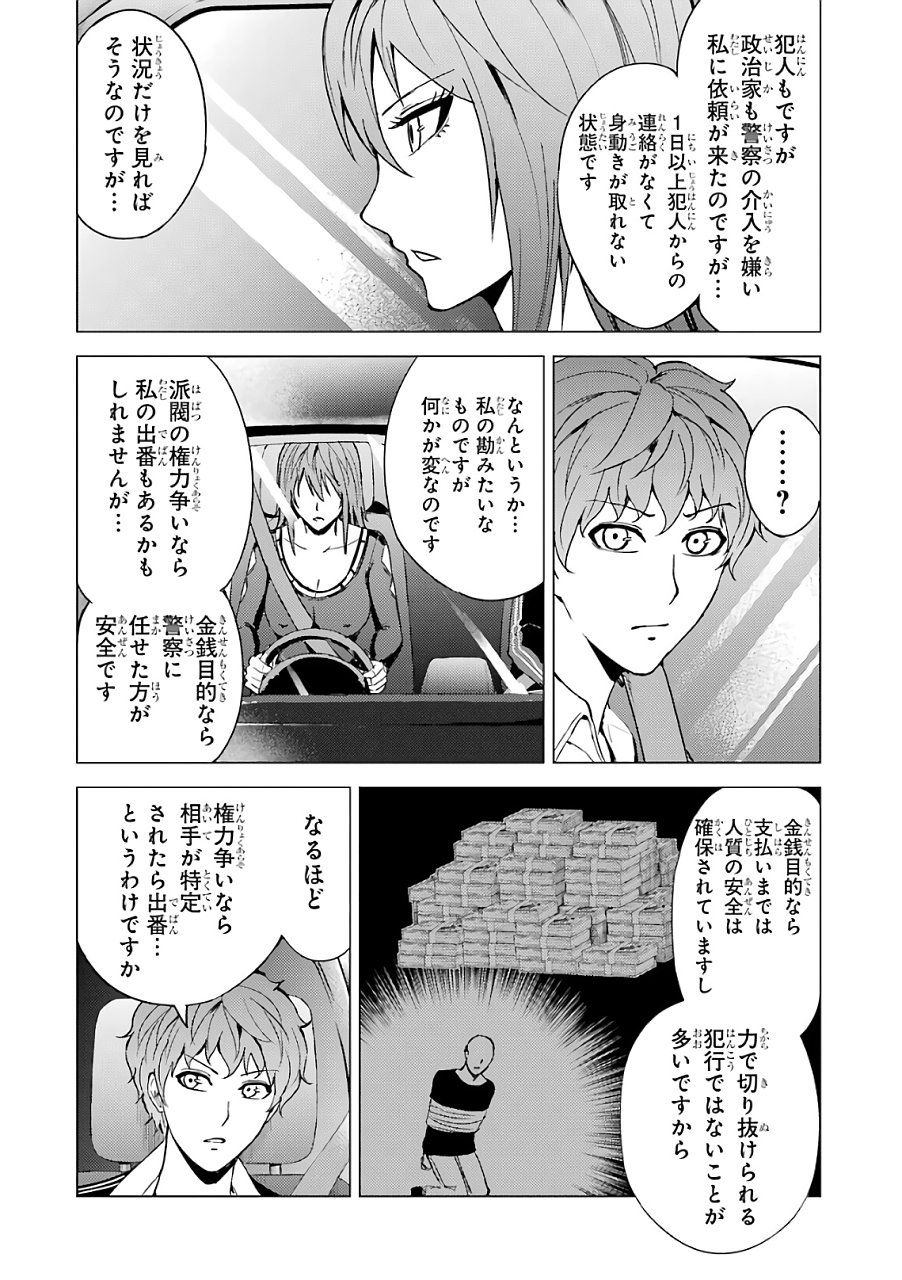 犯人もですが
政治家も警察の介入を嫌い
私に依頼が来たのですが…
1日以上犯人からの
連絡がなくて
身動きが取れない
状態です
状況だけを見れば
そうなのですが…
……?
なんというか…
私の勘みたいな
ものですが
何かが変なのです
派閥の権力争いなら
私の出番もあるかも
しれませんが…
金銭目的なら
警察に
任せた方が
安全です
金銭目的なら
支払いまでは
人質の安全は
確保されていますし
力で切り抜けられる
犯行ではないことが
多いですから
なるほど
権力争いなら
相手が特定
されたら出番…
というわけですか